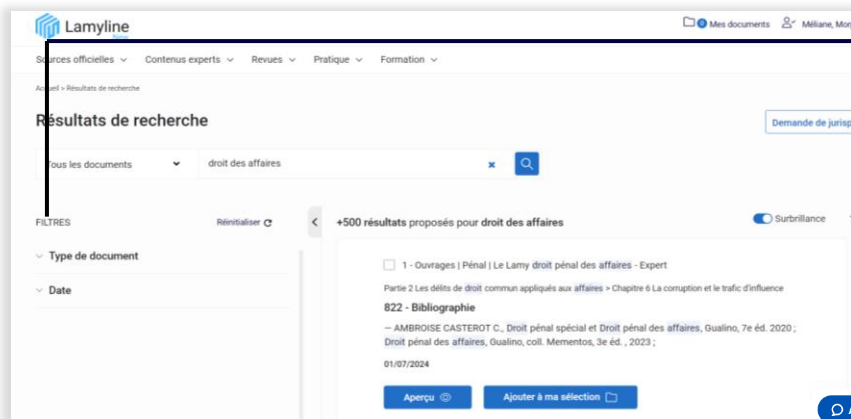 Lamyline
New
0 Mes documents Méliane, Mor
Sources officielles Contenus experts Revues Pratique Formation
Accueil > Résultats de recherche
Résultats de recherche
Demande de jurisp
Tous les documents droit des affaires
FILTRES Réinitialiser
+500 résultats proposés pour droit des affaires Surbrillance
Type de document
Date
1 - Ouvrages | Pénal | Le Lamy droit pénal des affaires - Expert
Partie 2 Les délits de droit commun appliqués aux affaires > Chapitre 6 La corruption et le trafic d'influence
822 - Bibliographie
— AMBROISE CASTEROT C., Droit pénal spécial et Droit pénal des affaires, Gualino, 7e éd. 2020 ;
Droit pénal des affaires, Gualino, coll. Mementos, 3e éd. , 2023 ;
01/07/2024
Aperçu Ajouter à ma sélection